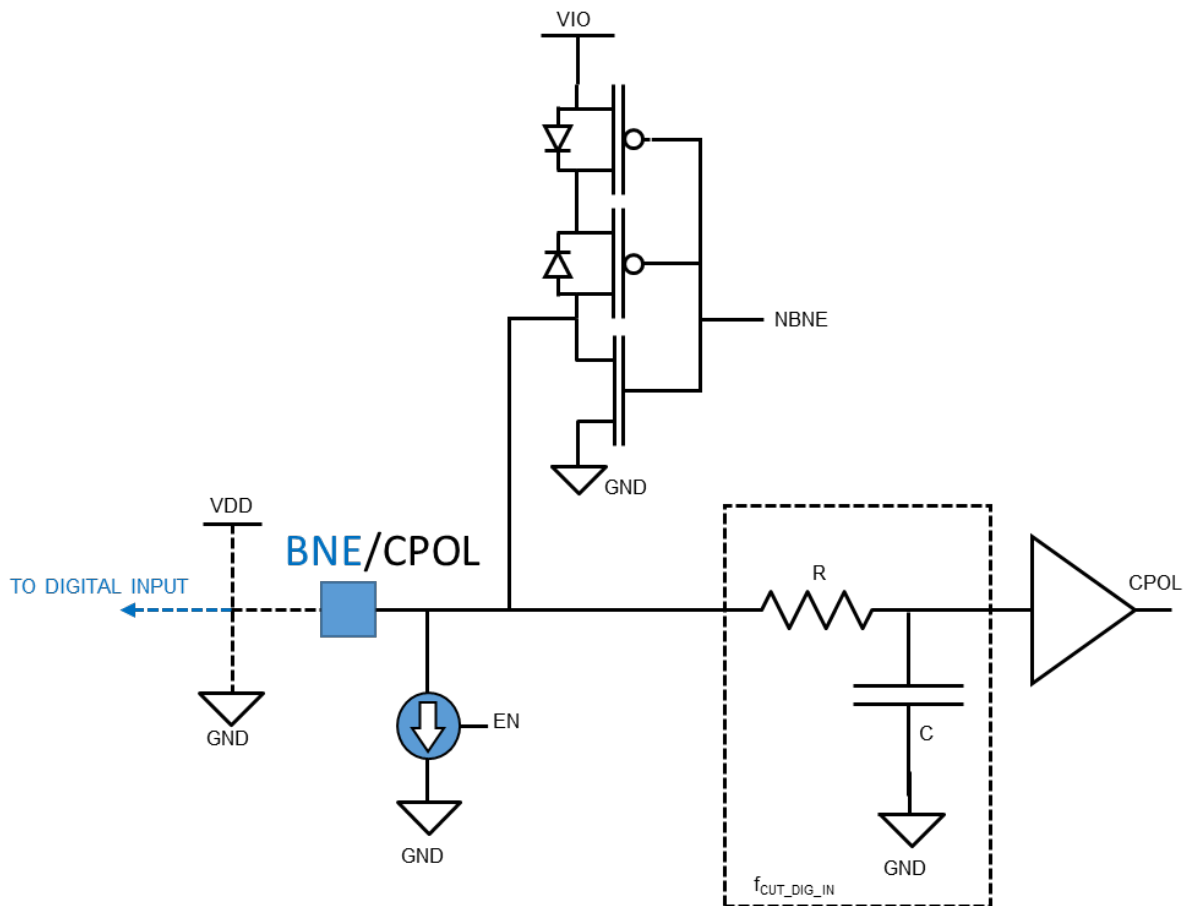 VIO
NBNE
GND
VDD
BNE/CPOL
TO DIGITAL INPUT
R
CPOL
GND
EN
C
GND
GND
fCUT_DIG_IN